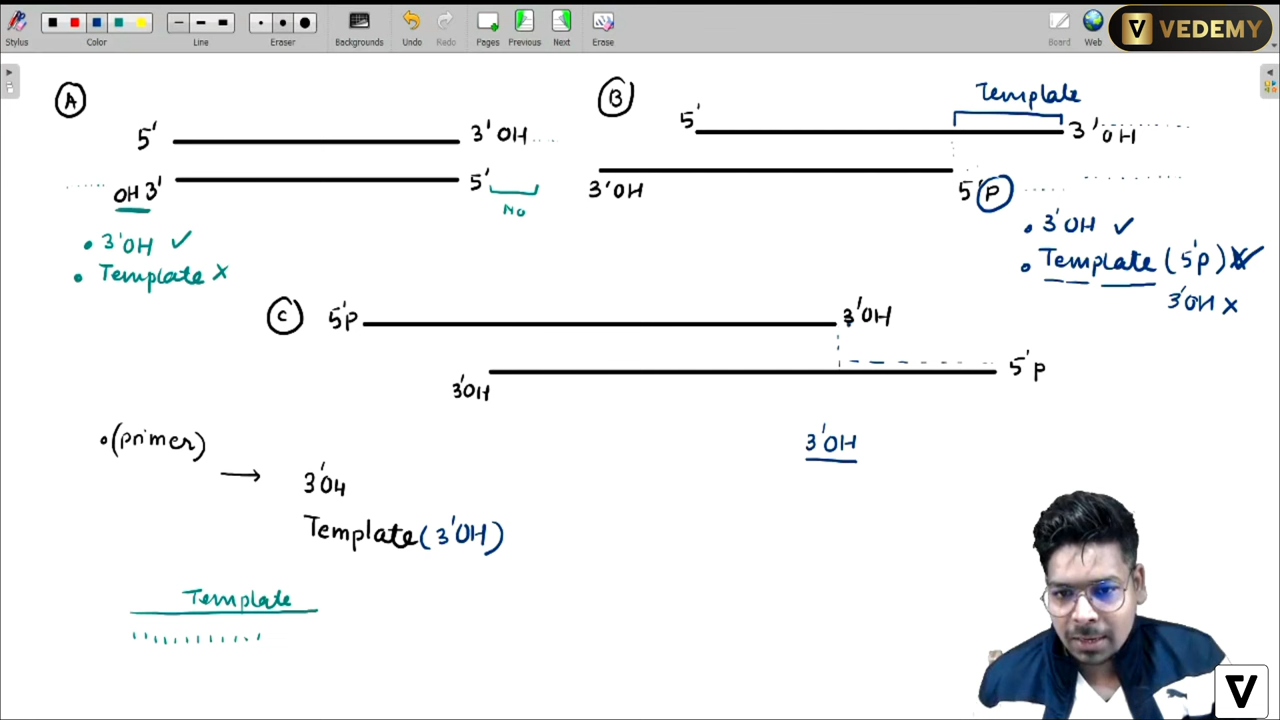 Stylus
Color
Line
Eraser
Backgrounds
Undo
Redo
Pages
Previous
Next
Erase
Board
Web
VEDEMY
A
5'
3'OH
OH 3'
5'
No
• 3'OH ✓
• Template x
B
Template
5'
3'OH
3'OH
5'P
• 3'OH ✓
• Template (5'P)
3'OH x
C
5'P
3'OH
3'OH
5'P
3'OH
• (primer)
→ 3'OH
Template (3'OH)
Template